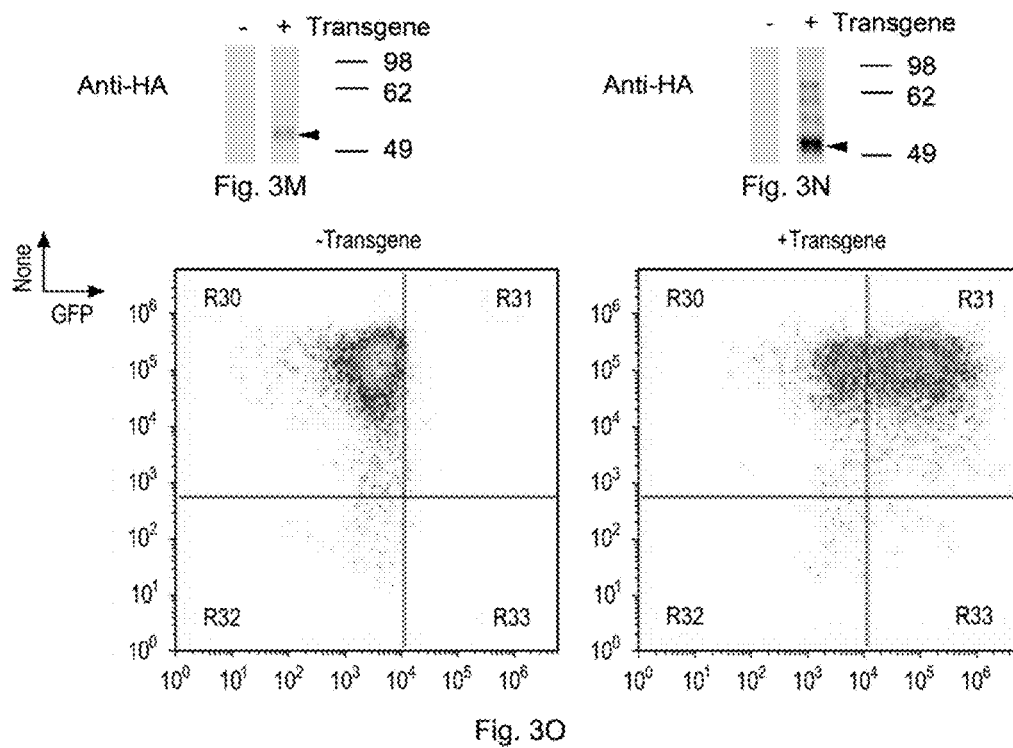 - + Transgene
Anti-HA
98
62
49
Fig. 3M
- + Transgene
Anti-HA
98
62
49
Fig. 3N
None
GFP
-Transgene
R30 R31
R32 R33
10⁶
10⁵
10⁴
10³
10²
10¹
10⁰
10⁰ 10¹ 10² 10³ 10⁴ 10⁵ 10⁶
+Transgene
R30 R31
R32 R33
10⁶
10⁵
10⁴
10³
10²
10¹
10⁰
10⁰ 10¹ 10² 10³ 10⁴ 10⁵ 10⁶
Fig. 3O